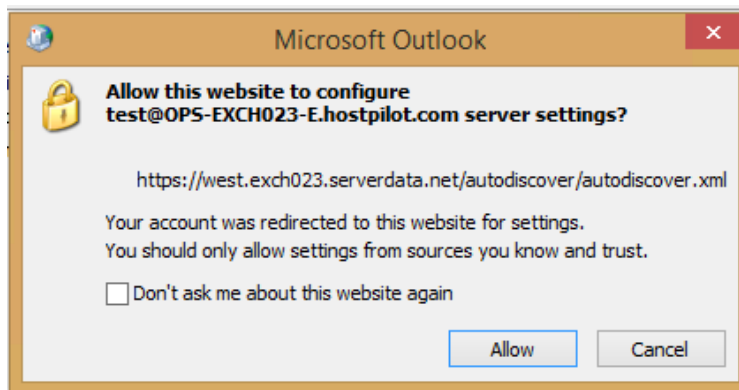 Microsoft Outlook
Allow this website to configure
test@OPS-EXCH023-E.hostpilot.com server settings?
https://west.exch023.serverdata.net/autodiscover/autodiscover.xml
Your account was redirected to this website for settings.
You should only allow settings from sources you know and trust.
Don't ask me about this website again
Allow
Cancel